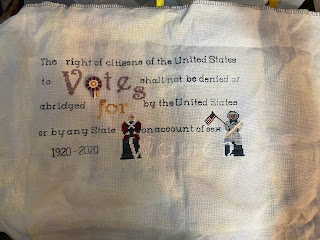 The right of citizens of the United States
to Votes shall not be denied or
abridged for by the United States
or by any State on account of sex
1920-2020